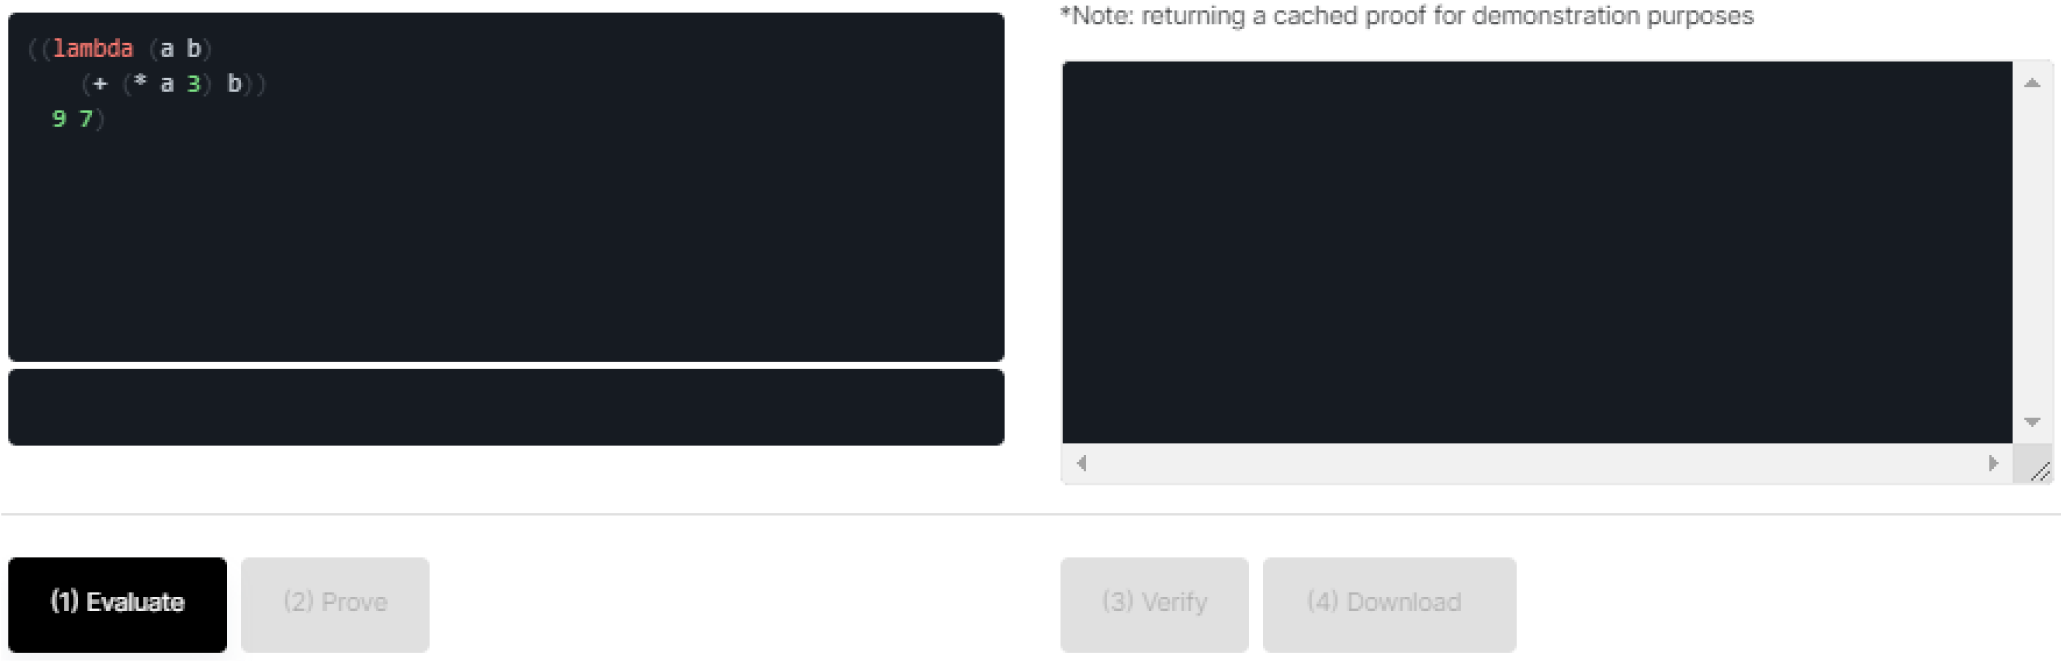 ((lambda (a b)
(+ (* a 3) b))
9 7)
*Note: returning a cached proof for demonstration purposes
(1) Evaluate
(2) Prove
(3) Verify
(4) Download